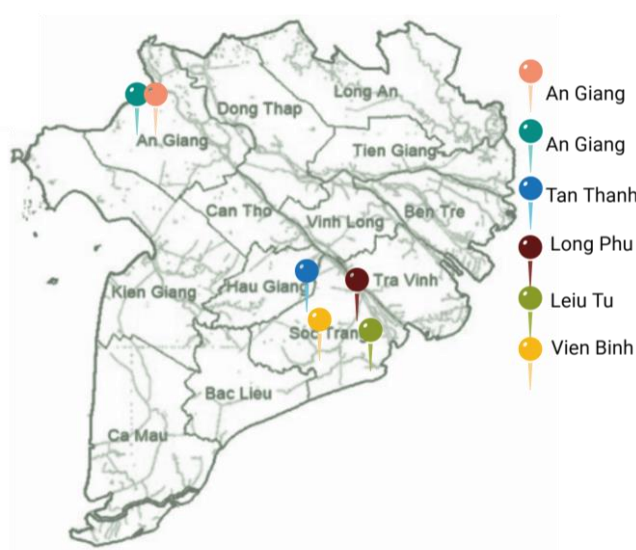 Long An
Dong Thap
An Giang
Tien Giang
Can Tho
Vinh Long
Ben Tre
Kien Giang
Hau Giang
Tra Vinh
Soc Trang
Bac Lieu
Ca Mau
An Giang
An Giang
Tan Thanh
Long Phu
Leiu Tu
Vien Binh